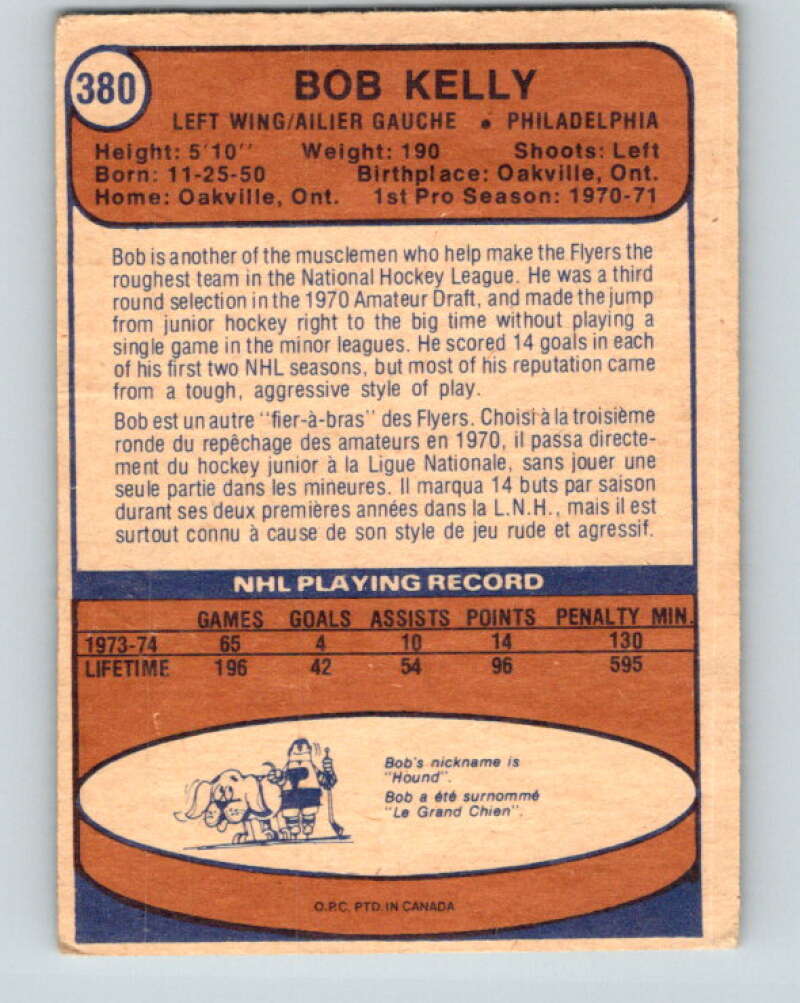 380
BOB KELLY
LEFT WING/AILIER GAUCHE • PHILADELPHIA
Height: 5'10'' Weight: 190 Shoots: Left
Born: 11-25-50 Birthplace: Oakville, Ont.
Home: Oakville, Ont. 1st Pro Season: 1970-71
Bob is another of the musclemen who help make the Flyers the
roughest team in the National Hockey League. He was a third
round selection in the 1970 Amateur Draft, and made the jump
from junior hockey right to the big time without playing a
single game in the minor leagues. He scored 14 goals in each
of his first two NHL seasons, but most of his reputation came
from a tough, aggressive style of play.
Bob est un autre "fier-à-bras" des Flyers. Choisi à la troisième
ronde du repêchage des amateurs en 1970, il passa directe-
ment du hockey junior à la Ligue Nationale, sans jouer une
seule partie dans les mineures. Il marqua 14 buts par saison
durant ses deux premières années dans la L.N.H., mais il est
surtout connu à cause de son style de jeu rude et agressif.
NHL PLAYING RECORD
GAMES GOALS ASSISTS POINTS PENALTY MIN.
1973-74 65 4 10 14 130
LIFETIME 196 42 54 96 595
Bob's nickname is
"Hound".
Bob a été surnommé
"Le Grand Chien".
O.P.C. PTD. IN CANADA